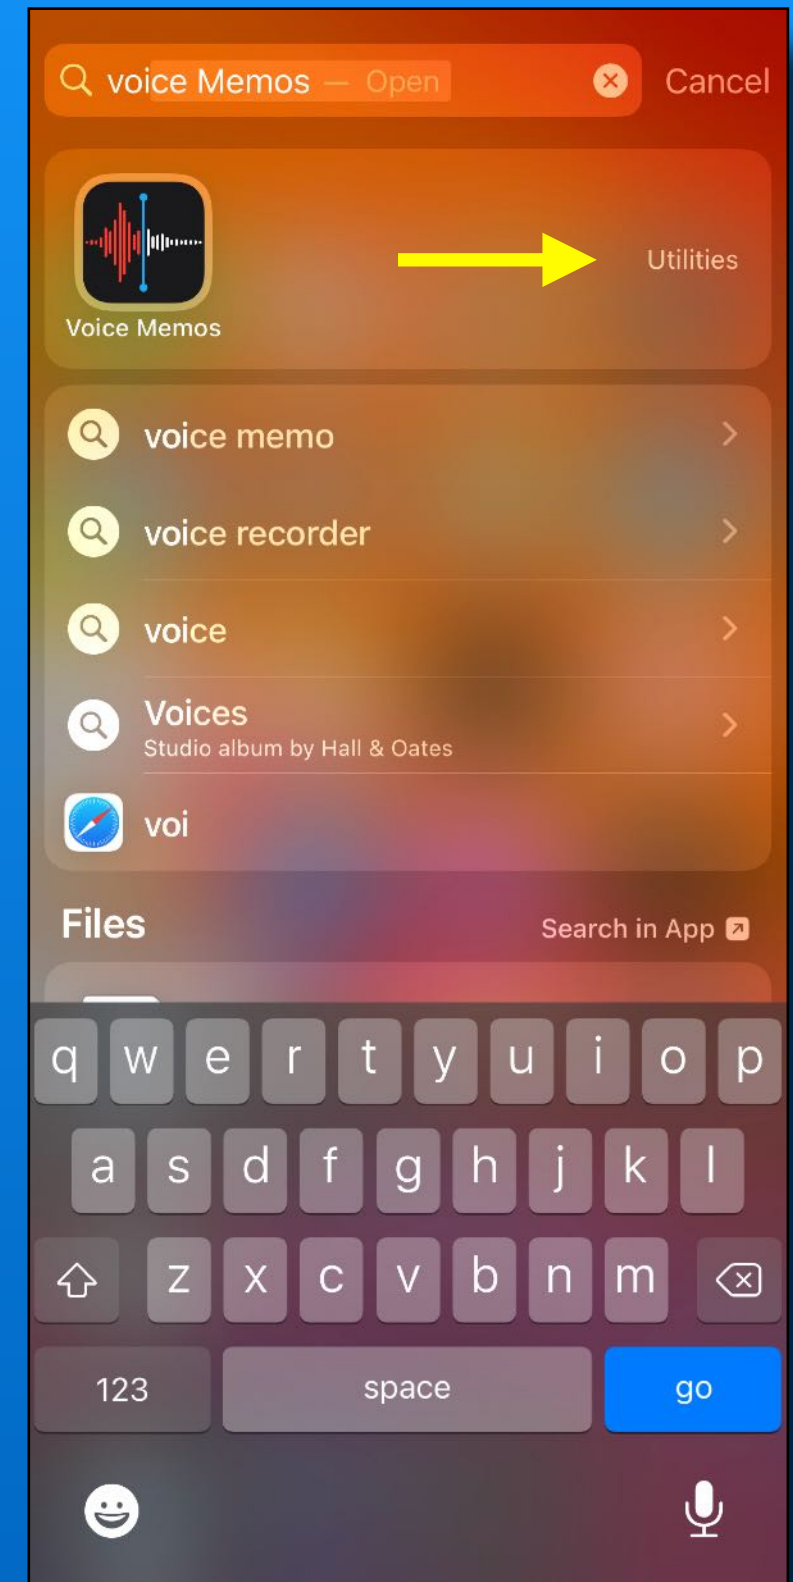 voice Memos — Open
Cancel
Utilities
Voice Memos
voice memo
voice recorder
voice
Voices
Studio album by Hall & Oates
voi
Files
Search in App
q w e r t y u i o p
a s d f g h j k l
z x c v b n m
123 space go